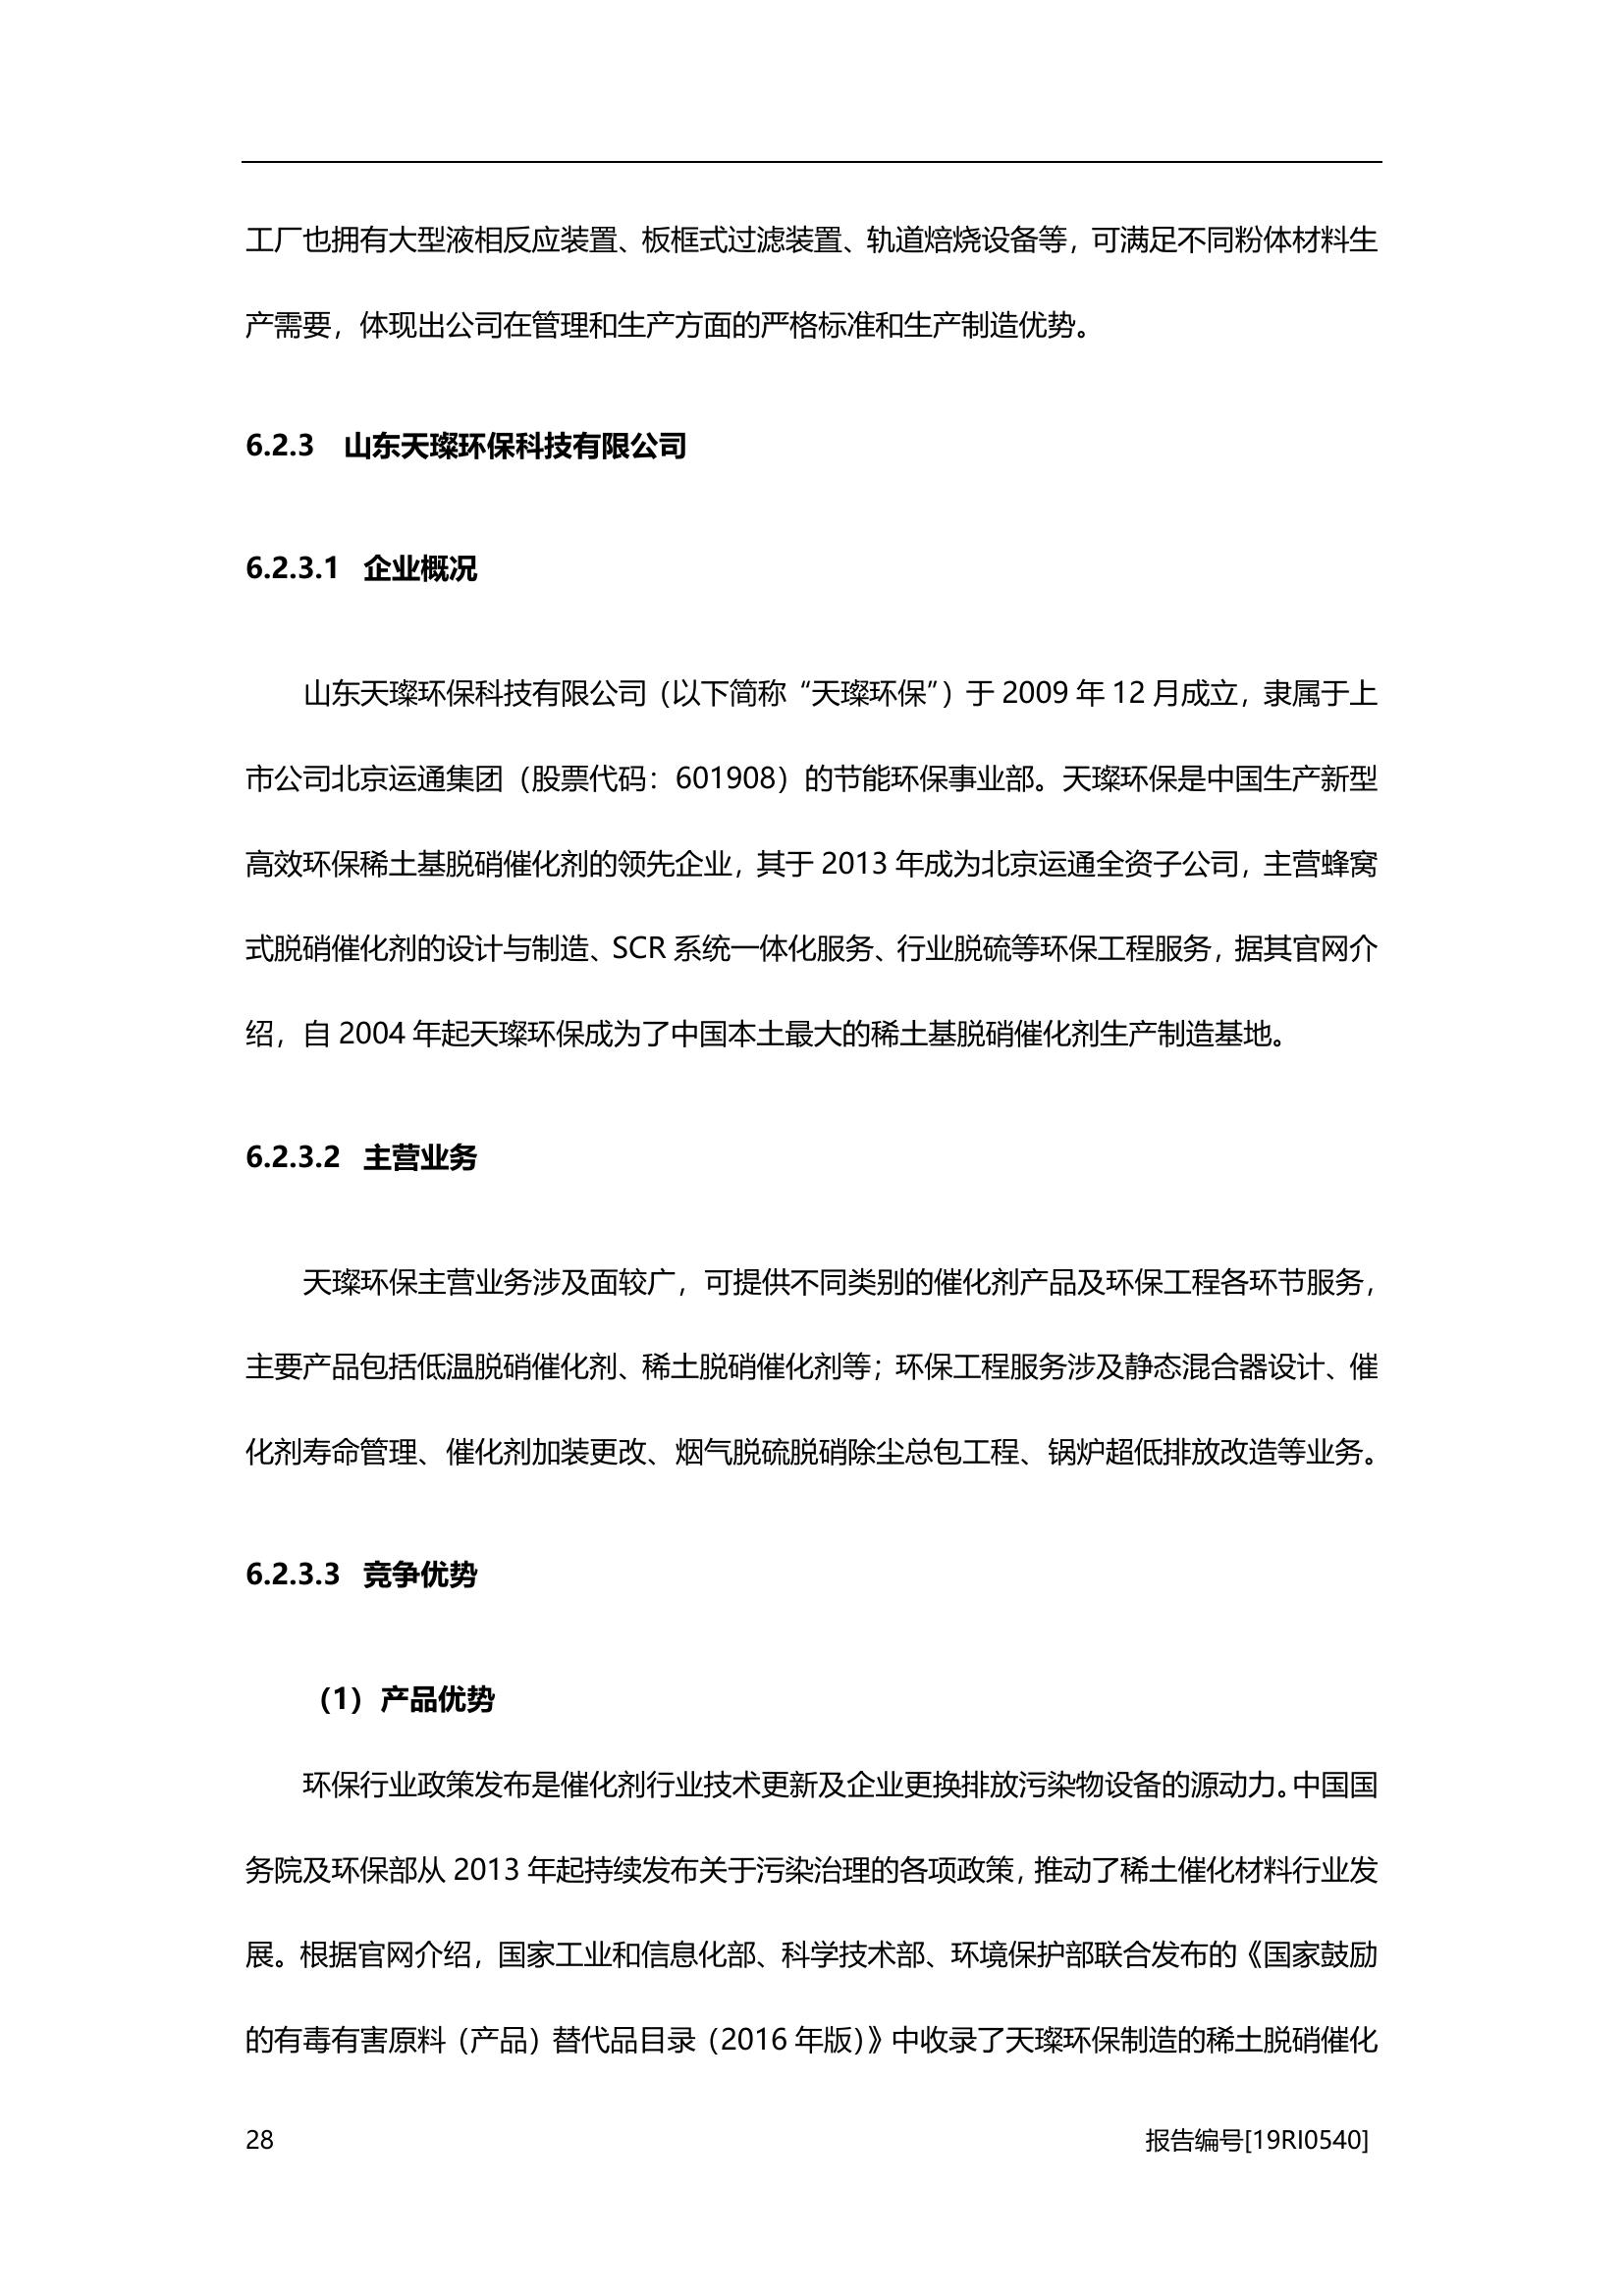 工厂也拥有大型液相反应装置、板框式过滤装置、轨道焙烧设备等，可满足不同粉体材料生
产需要，体现出公司在管理和生产方面的严格标准和生产制造优势。
6.2.3 山东天璨环保科技有限公司
6.2.3.1 企业概况
山东天璨环保科技有限公司（以下简称“天璨环保”）于 2009 年 12 月成立，隶属于上
市公司北京运通集团（股票代码：601908）的节能环保事业部。天璨环保是中国生产新型
高效环保稀土基脱硝催化剂的领先企业，其于 2013 年成为北京运通全资子公司，主营蜂窝
式脱硝催化剂的设计与制造、SCR 系统一体化服务、行业脱硫等环保工程服务，据其官网介
绍，自 2004 年起天璨环保成为了中国本土最大的稀土基脱硝催化剂生产制造基地。
6.2.3.2 主营业务
天璨环保主营业务涉及面较广，可提供不同类别的催化剂产品及环保工程各环节服务，
主要产品包括低温脱硝催化剂、稀土脱硝催化剂等；环保工程服务涉及静态混合器设计、催
化剂寿命管理、催化剂加装更改、烟气脱硫脱硝除尘总包工程、锅炉超低排放改造等业务。
6.2.3.3 竞争优势
（1）产品优势
环保行业政策发布是催化剂行业技术更新及企业更换排放污染物设备的源动力。中国国
务院及环保部从 2013 年起持续发布关于污染治理的各项政策，推动了稀土催化材料行业发
展。根据官网介绍，国家工业和信息化部、科学技术部、环境保护部联合发布的《国家鼓励
的有毒有害原料（产品）替代品目录（2016 年版）》中收录了天璨环保制造的稀土脱硝催化
28 报告编号[19RI0540]